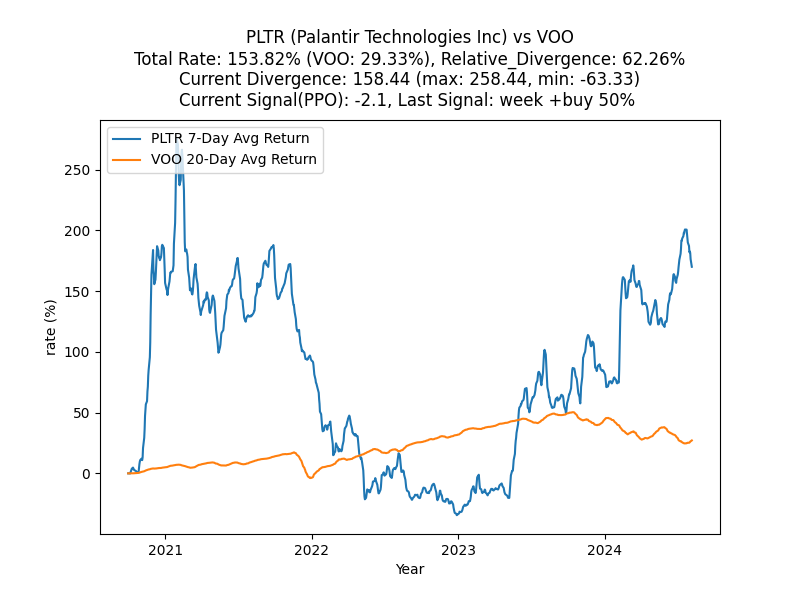 PLTR (Palantir Technologies Inc) vs VOO
Total Rate: 153.82% (VOO: 29.33%), Relative_Divergence: 62.26%
Current Divergence: 158.44 (max: 258.44, min: -63.33)
Current Signal(PPO): -2.1, Last Signal: week +buy 50%
PLTR 7-Day Avg Return
VOO 20-Day Avg Return
rate (%)
250
200
150
100
50
0
2021 2022 2023 2024
Year